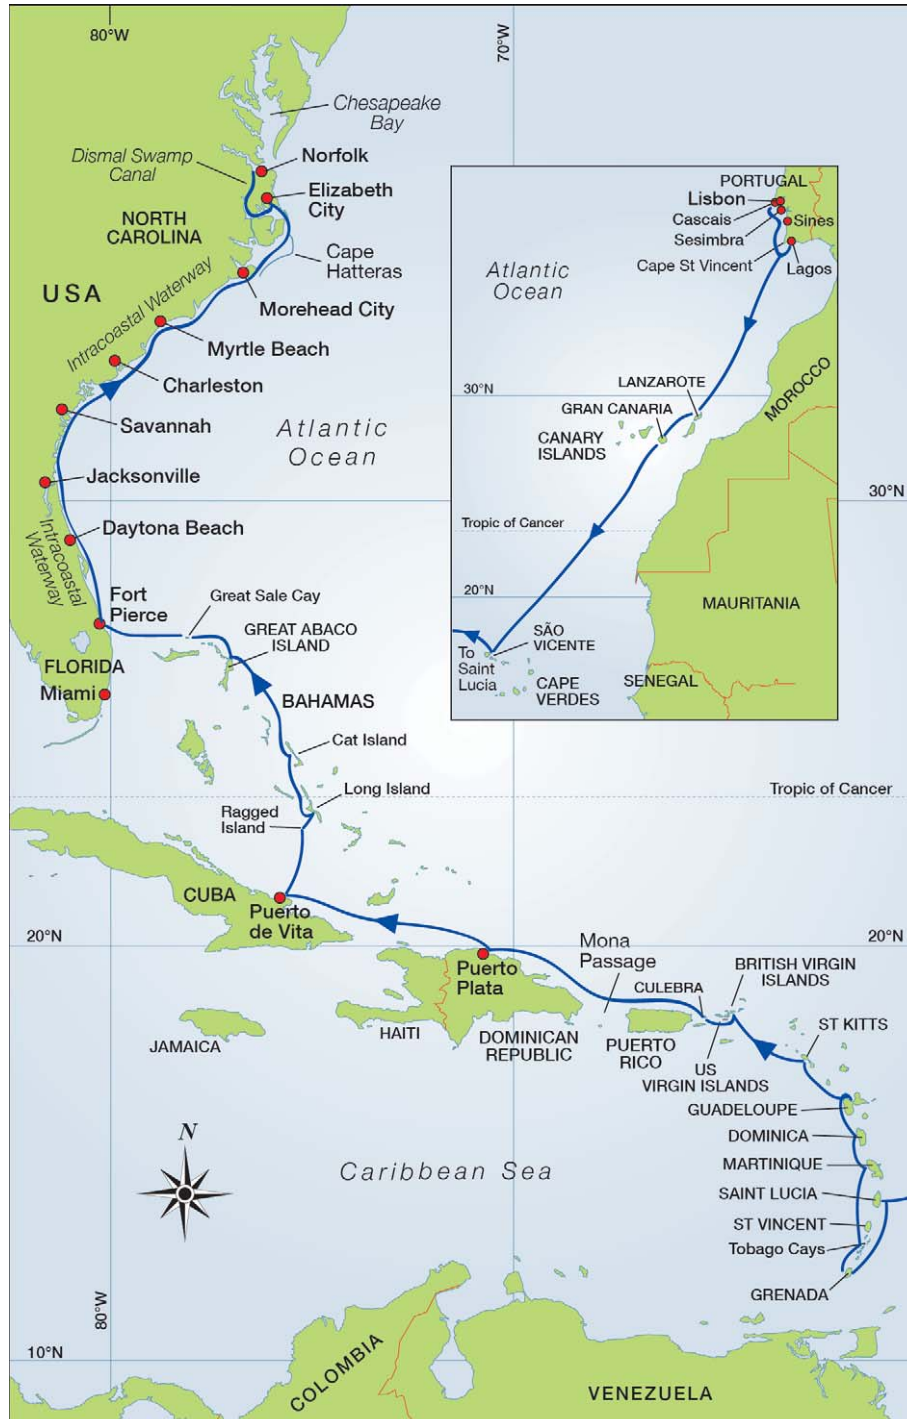 80°W
70°W
Chesapeake
Bay
Dismal Swamp
Canal
Norfolk
Elizabeth
City
NORTH
CAROLINA
Cape
Hatteras
USA
Intracoastal Waterway
Morehead City
Myrtle Beach
Charleston
Savannah
Atlantic
Ocean
Jacksonville
30°N
Daytona Beach
Intracoastal
Waterway
Fort
Pierce
Great Sale Cay
GREAT ABACO
ISLAND
FLORIDA
Miami
BAHAMAS
Cat Island
Long Island
Tropic of Cancer
Ragged
Island
CUBA
Puerto
de Vita
20°N
20°N
Puerto
Plata
Mona
Passage
BRITISH VIRGIN
ISLANDS
CULEBRA
ST KITTS
JAMAICA
HAITI
DOMINICAN
REPUBLIC
PUERTO
RICO
US
VIRGIN ISLANDS
GUADELOUPE
N
DOMINICA
Caribbean Sea
MARTINIQUE
SAINT LUCIA
ST VINCENT
Tobago Cays
GRENADA
80°W
10°N
COLOMBIA
VENEZUELA
PORTUGAL
Lisbon
Cascais
Sines
Sesimbra
Cape St Vincent
Lagos
Atlantic
Ocean
LANZAROTE
30°N
GRAN CANARIA
MOROCCO
CANARY
ISLANDS
Tropic of Cancer
20°N
MAURITANIA
SÃO
VICENTE
To
Saint
Lucia
CAPE
VERDES
SENEGAL